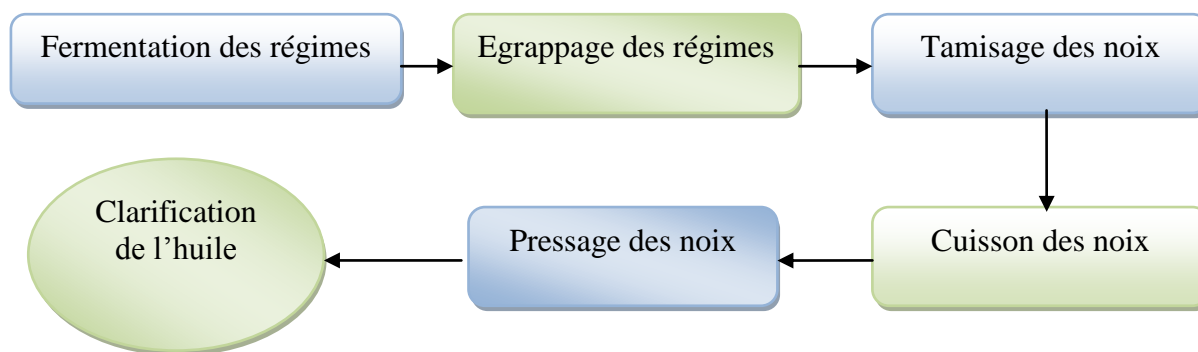 Fermentation des régimes
Egrappage des régimes
Tamisage des noix
Cuisson des noix
Pressage des noix
Clarification
de l’huile